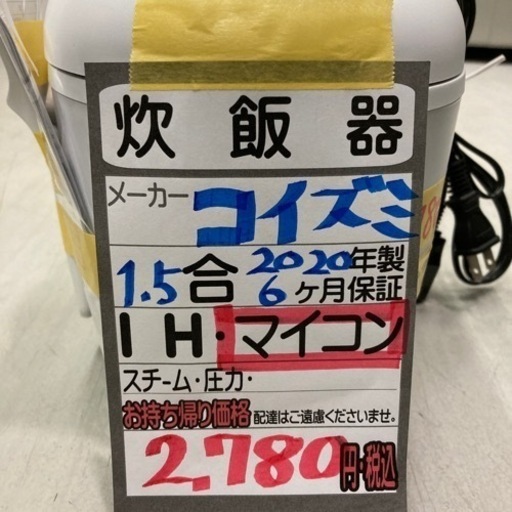 炊飯器
メーカー コイズミ
1.5合 2020年製
6ヶ月保証
IH・マイコン
スチーム・圧力・
お持ち帰り価格 配達はご遠慮くださいませ。
2,780円・税込